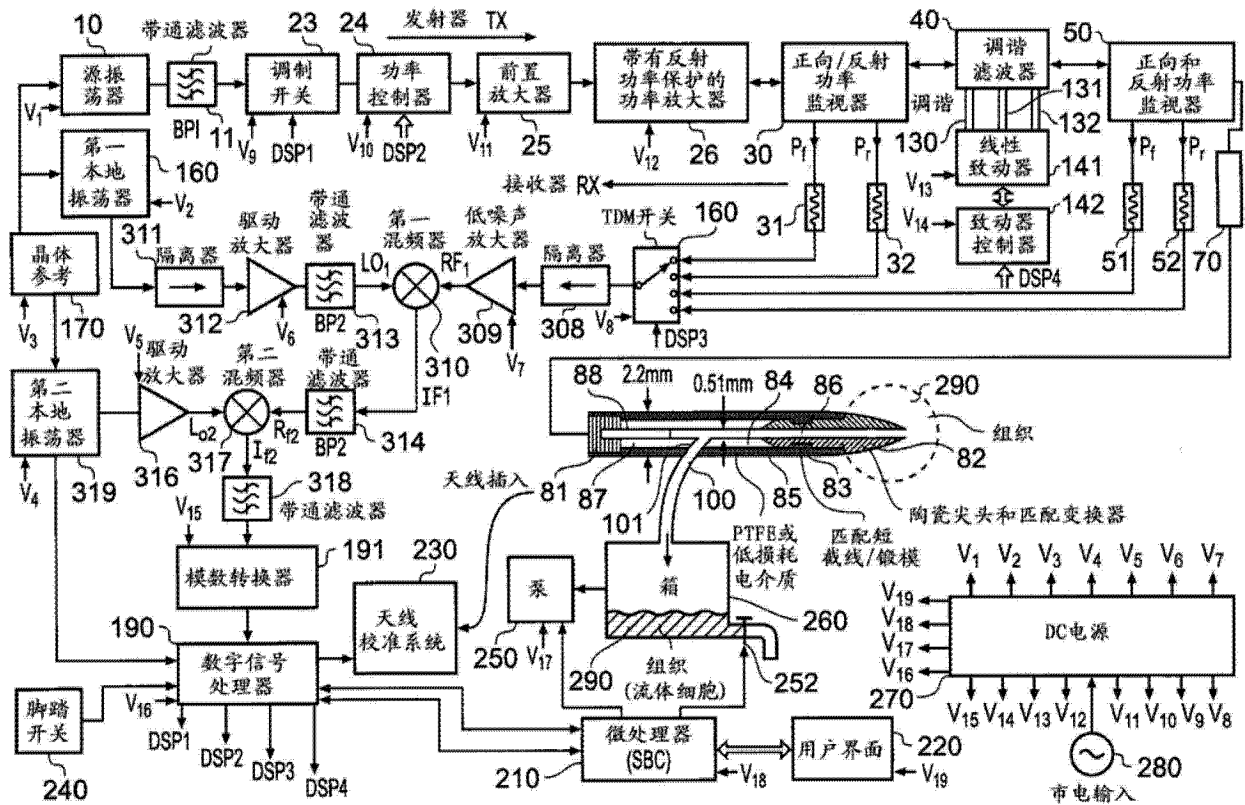 10
带通滤波器
23
24
发射器 TX
40
50
源振
荡器
调制
开关
功率
控制器
前置
放大器
带有反射
功率保护的
功率放大器
正向/反射
功率
监视器
调谐
滤波器
正向和
反射功率
监视器
V1
11
BP1
V9
DSP1
V10
DSP2
V11
25
V12
26
30
调谐
130
131
132
Pf
Pr
Pf
Pr
第一
本地
振荡器
160
V2
接收器 RX
31
32
线性
致动器
V13
141
V14
142
致动器
控制器
DSP4
51
52
70
311
隔离器
驱动
放大器
带通
滤波器
第一
混频器
低噪声
放大器
TDM开关
160
隔离器
晶体
参考
170
V3
LO1
RF1
312
V6
BP2
313
310
309
V7
308
V8
DSP3
V5
驱动
放大器
第二
混频器
带通
滤波器
IF1
第二
本地
振荡器
Lo2
Rf2
BP2
314
316
317
If2
V4
319
318
带通滤波器
88
2.2mm
0.51mm
84
86
290
组织
81
87
101
100
85
83
82
天线插入
PTFE或
低损耗
电介质
匹配短
截线/锻模
陶瓷尖头和匹配变换器
V15
模数转换器
191
230
天线
校准系统
泵
250
V17
箱
260
290
组织
(流体细胞)
252
V1
V2
V3
V4
V5
V6
V7
V19
V18
V17
V16
DC电源
270
V15
V14
V13
V12
V11
V10
V9
V8
190
数字信号
处理器
V16
脚踏
开关
240
DSP1
DSP2
DSP3
DSP4
微处理器
(SBC)
210
V18
用户界面
220
V19
280
市电输入